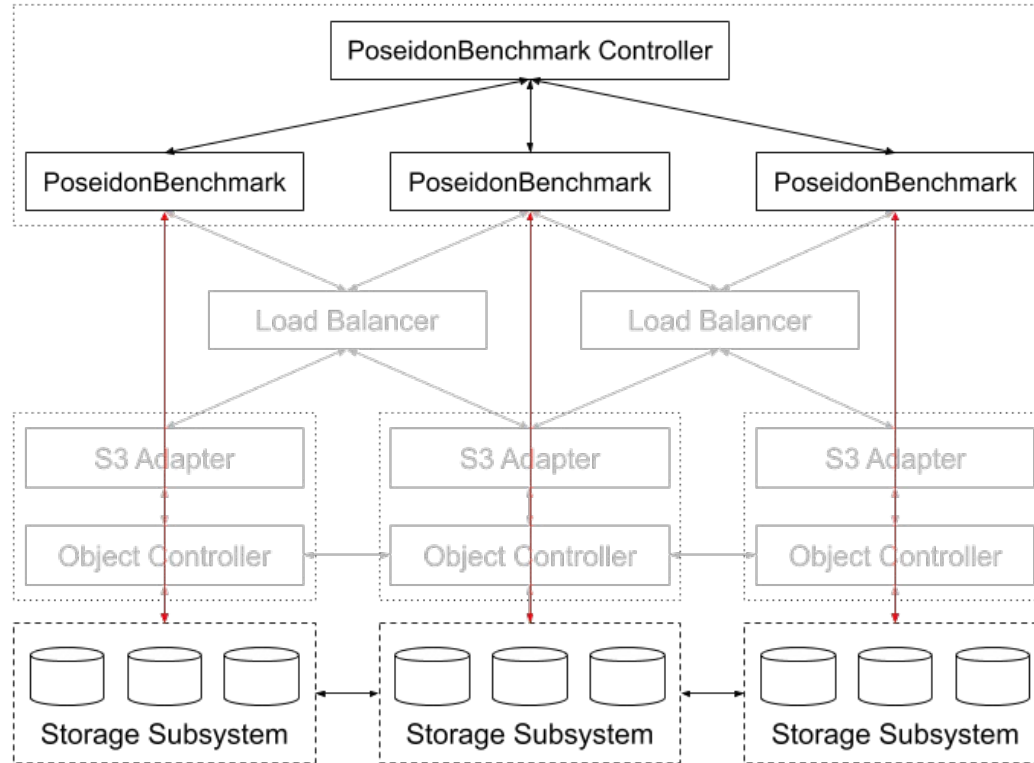 PoseidonBenchmark Controller
PoseidonBenchmark
PoseidonBenchmark
PoseidonBenchmark
Load Balancer
Load Balancer
S3 Adapter
S3 Adapter
S3 Adapter
Object Controller
Object Controller
Object Controller
Storage Subsystem
Storage Subsystem
Storage Subsystem